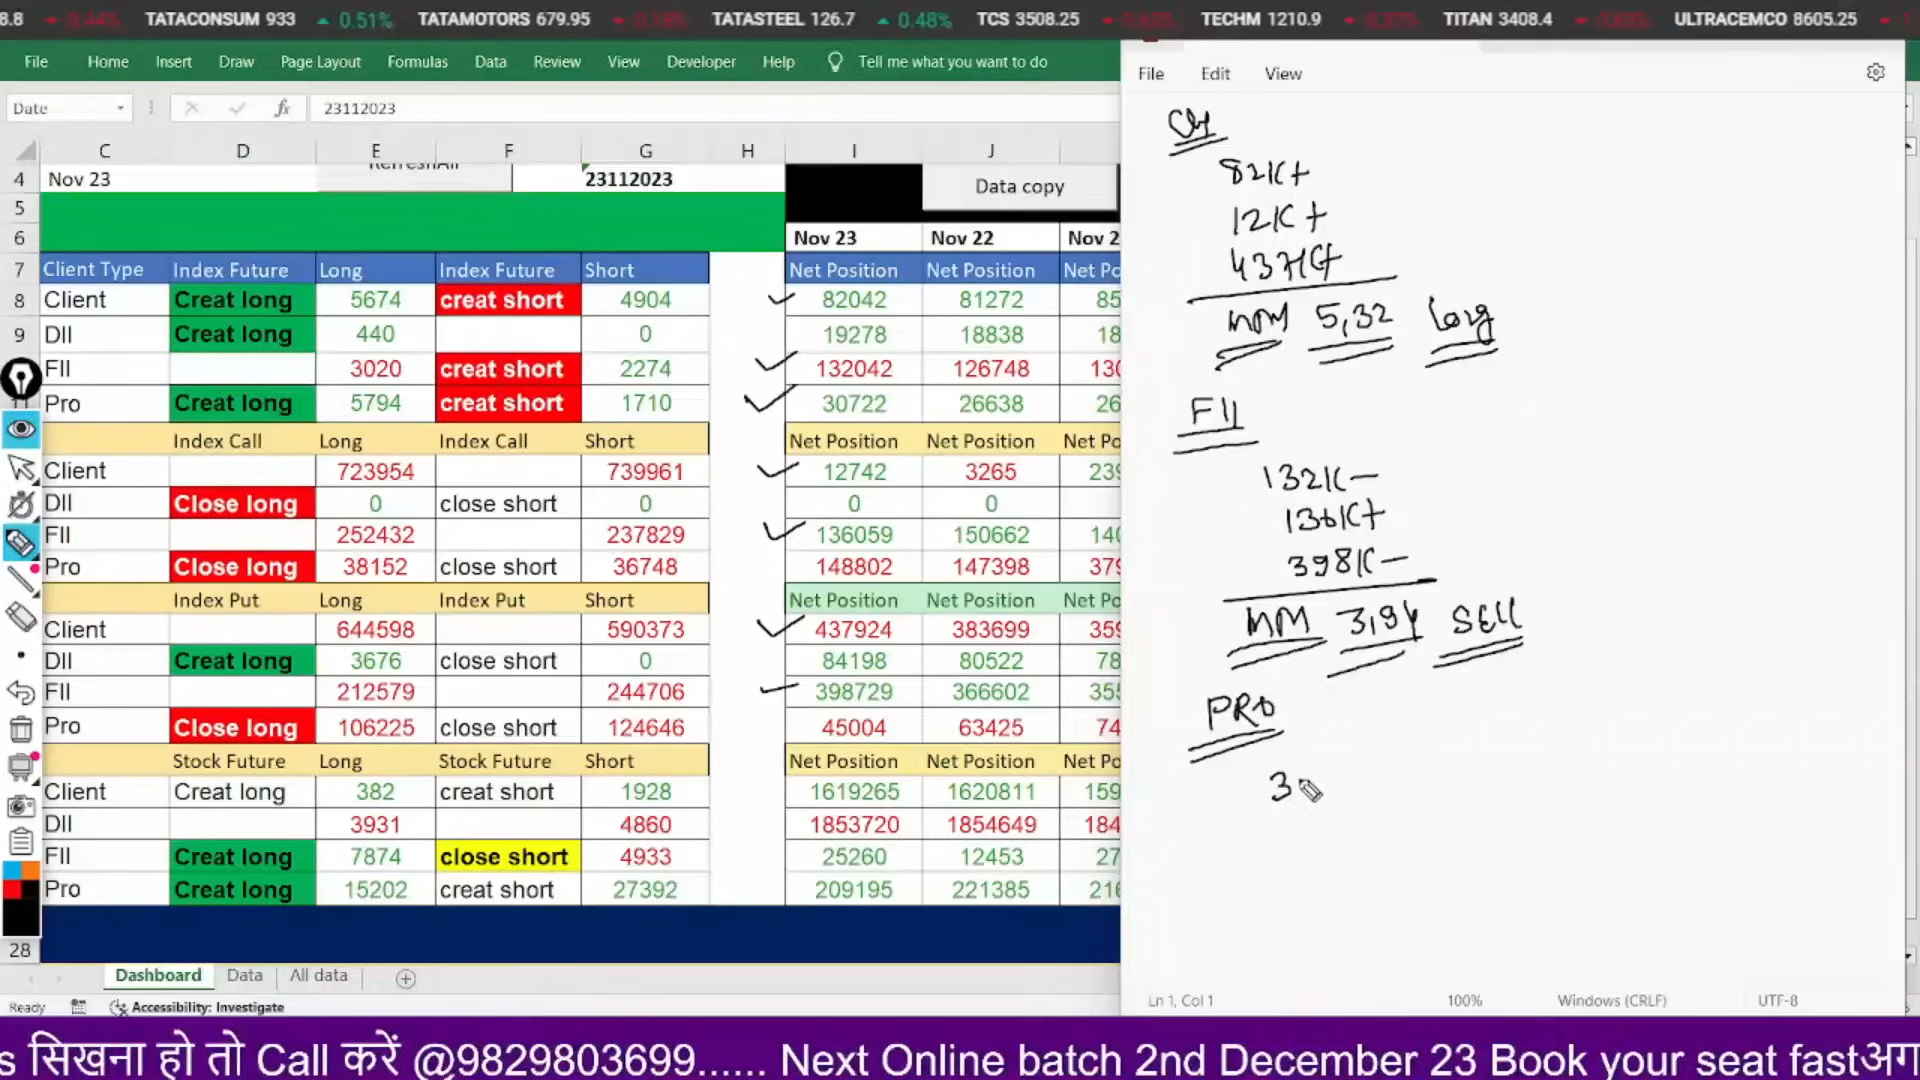 8.8 0.44% TATACONSUM 933 0.51% TATAMOTORS 679.95 TATASTEEL 126.7 0.48% TCS 3508.25 TECHM 1210.9 TITAN 3408.4 ULTRACEMCO 8605.25
File Home Insert Draw Page Layout Formulas Data Review View Developer Help Tell me what you want to do
Date fx 23112023
C D E F G H I J
4 Nov 23 RefreshAll 23112023 Data copy
5
6 Nov 23 Nov 22 Nov 2
7 Client Type Index Future Long Index Future Short Net Position Net Position Net Po
8 Client Creat long 5674 creat short 4904 82042 81272 85
9 DII Creat long 440 0 19278 18838 18
FII 3020 creat short 2274 132042 126748 130
Pro Creat long 5794 creat short 1710 30722 26638 26
Index Call Long Index Call Short Net Position Net Position Net Po
Client 723954 739961 12742 3265 239
DII Close long 0 close short 0 0 0
FII 252432 237829 136059 150662 140
Pro Close long 38152 close short 36748 148802 147398 379
Index Put Long Index Put Short Net Position Net Position Net Po
Client 644598 590373 437924 383699 359
DII Creat long 3676 close short 0 84198 80522 78
FII 212579 244706 398729 366602 355
Pro Close long 106225 close short 124646 45004 63425 74
Stock Future Long Stock Future Short Net Position Net Position Net Po
Client Creat long 382 creat short 1928 1619265 1620811 159
DII 3931 4860 1853720 1854649 184
FII Creat long 7874 close short 4933 25260 12453 27
Pro Creat long 15202 creat short 27392 209195 221385 216
28
Dashboard Data All data
Ready Accessibility: Investigate
File Edit View
82K+
12K+
437K+
5,32 Long
FII
132K-
136K+
398K-
3,94 SEll
PRO
3
Ln 1, Col 1 100% Windows (CRLF) UTF-8
s सिखना हो तो Call करें @9829803699...... Next Online batch 2nd December 23 Book your seat fastअग